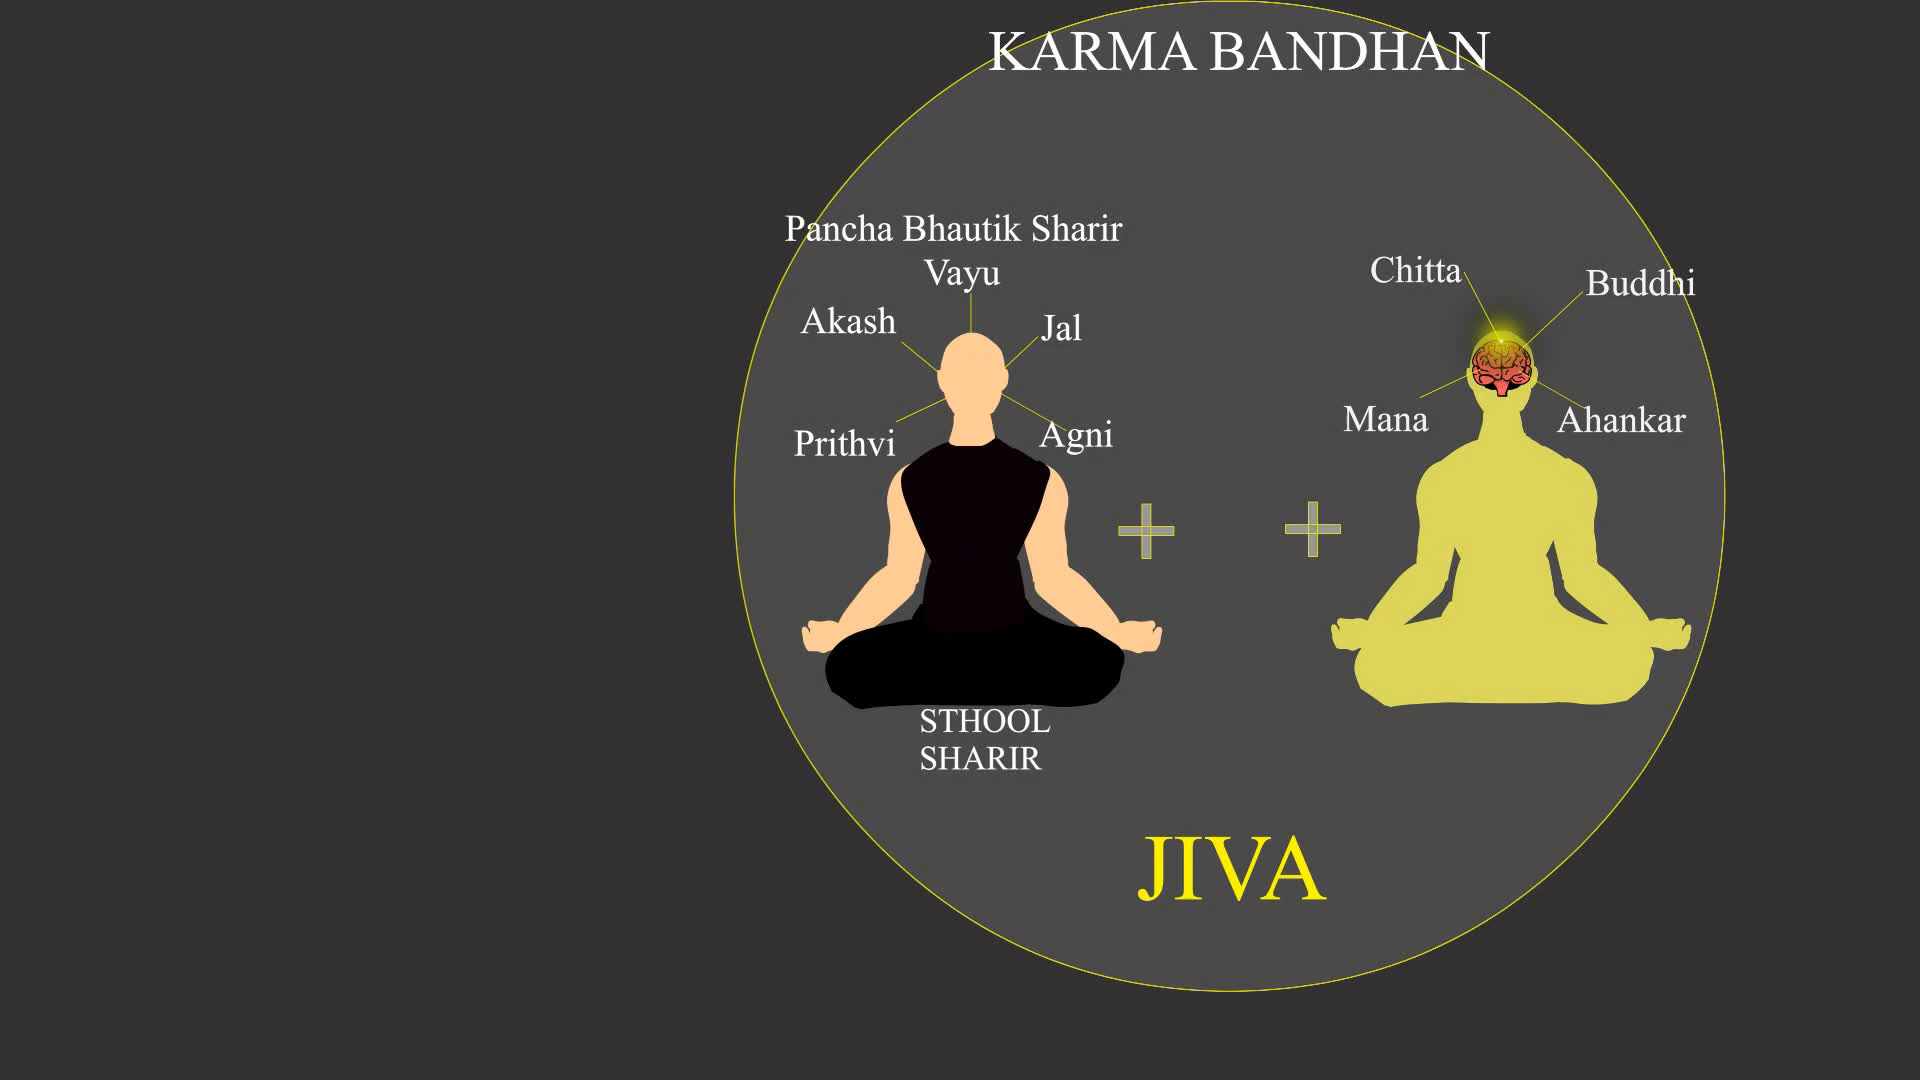 KARMA BANDHAN
Pancha Bhautik Sharir
Vayu
Akash
Jal
Prithvi
Agni
Chitta
Buddhi
Mana
Ahankar
STHOOL
SHARIR
JIVA